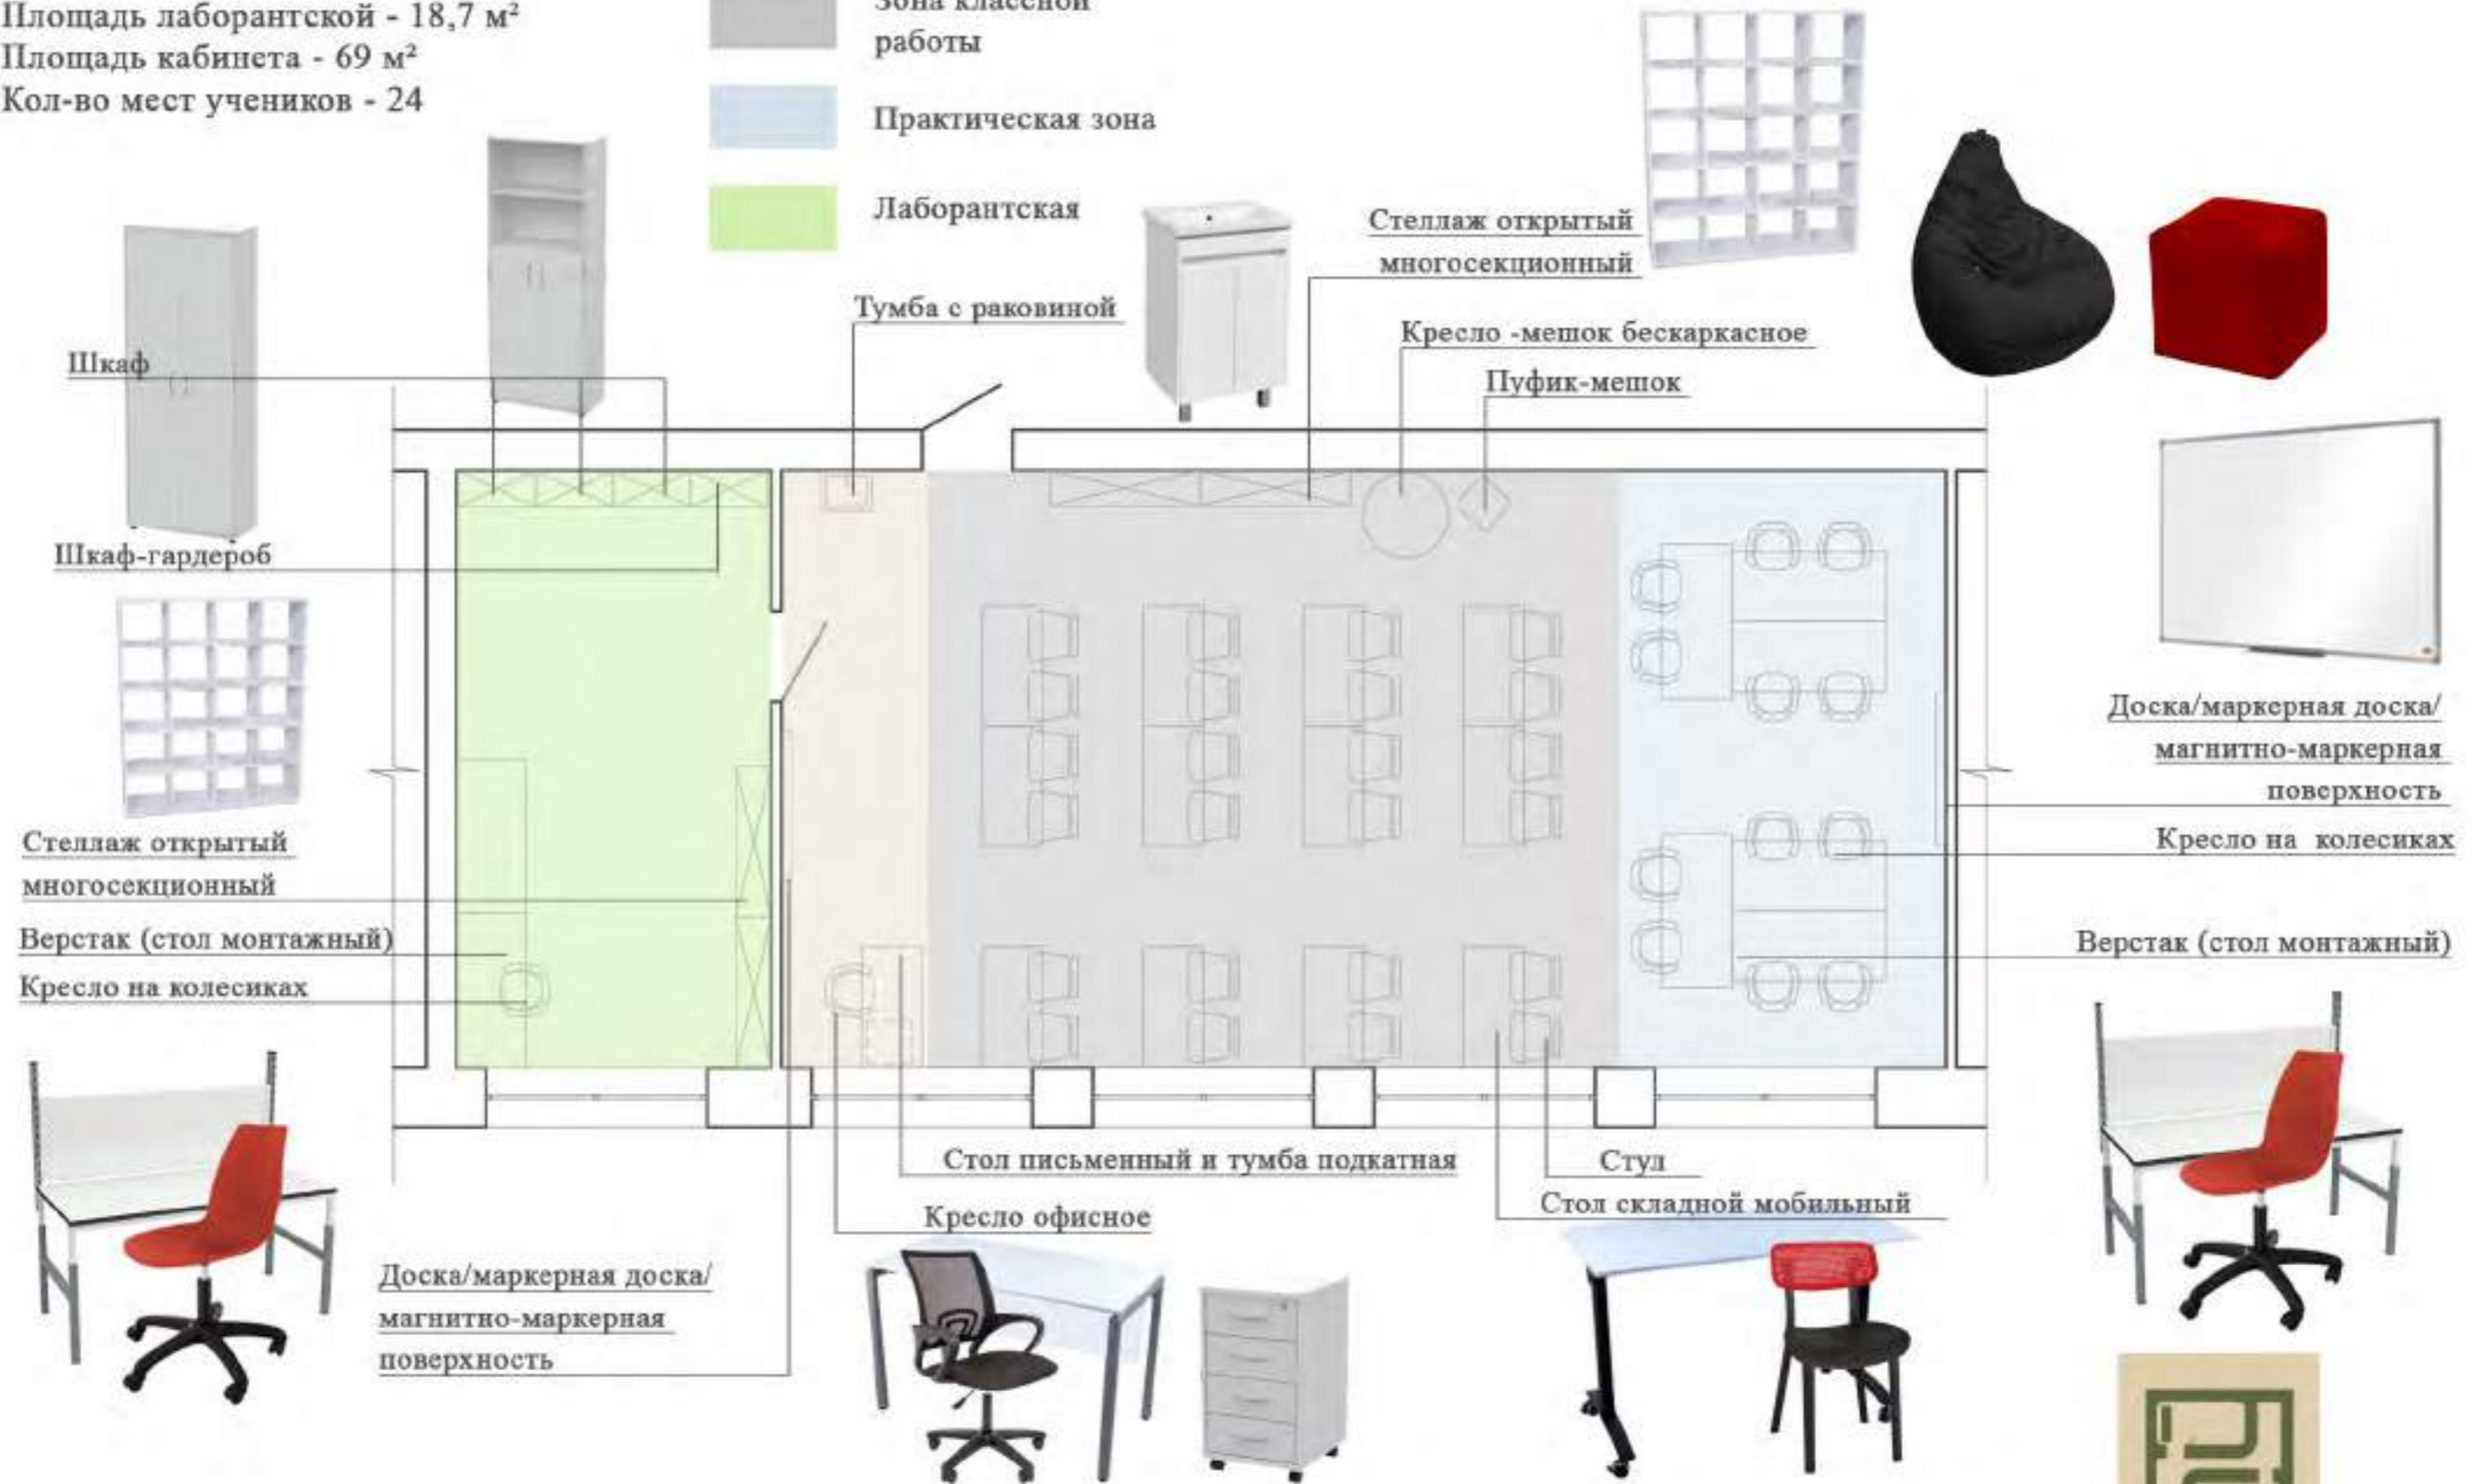 Площадь лаборантской - 18,7 м²
Площадь кабинета - 69 м²
Кол-во мест учеников - 24
Зона классной
работы
Практическая зона
Лаборантская
Стеллаж открытый
многосекционный
Тумба с раковиной
Кресло -мешок бескаркасное
Пуфик-мешок
Шкаф
Шкаф-гардероб
Доска/маркерная доска/
магнитно-маркерная
поверхность
Кресло на колесиках
Верстак (стол монтажный)
Стеллаж открытый
многосекционный
Верстак (стол монтажный)
Кресло на колесиках
Стол письменный и тумба подкатная
Стул
Стол складной мобильный
Кресло офисное
Доска/маркерная доска/
магнитно-маркерная
поверхность